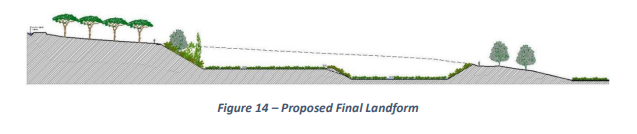 Figure 14 – Proposed Final Landform